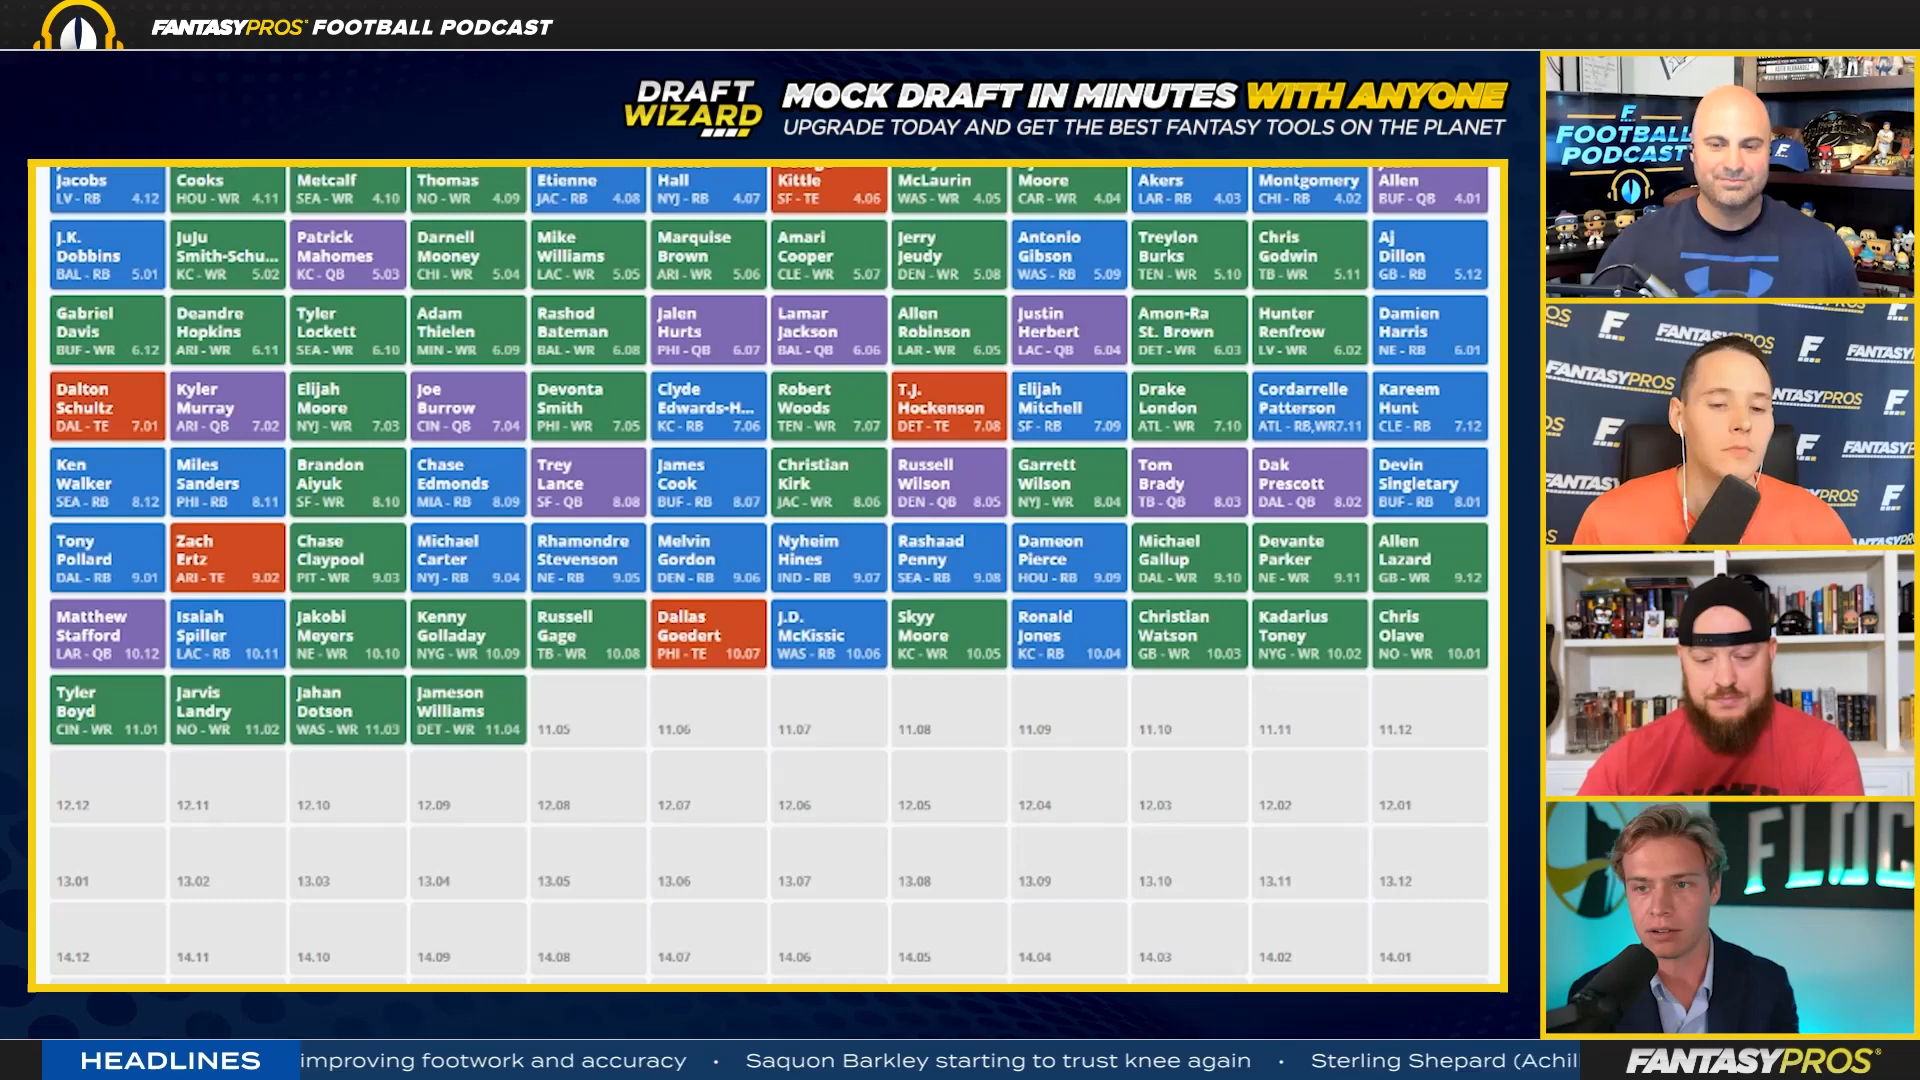 FANTASYPROS FOOTBALL PODCAST
DRAFT WIZARD
MOCK DRAFT IN MINUTES WITH ANYONE
UPGRADE TODAY AND GET THE BEST FANTASY TOOLS ON THE PLANET
Jacobs LV - RB 4.12
Cooks HOU - WR 4.11
Metcalf SEA - WR 4.10
Thomas NO - WR 4.09
Etienne JAC - RB 4.08
Hall NYJ - RB 4.07
Kittle SF - TE 4.06
McLaurin WAS - WR 4.05
Moore CAR - WR 4.04
Akers LAR - RB 4.03
Montgomery CHI - RB 4.02
Allen BUF - QB 4.01
J.K. Dobbins BAL - RB 5.01
JuJu Smith-Schu... KC - WR 5.02
Patrick Mahomes KC - QB 5.03
Darnell Mooney CHI - WR 5.04
Mike Williams LAC - WR 5.05
Marquise Brown ARI - WR 5.06
Amari Cooper CLE - WR 5.07
Jerry Jeudy DEN - WR 5.08
Antonio Gibson WAS - RB 5.09
Treylon Burks TEN - WR 5.10
Chris Godwin TB - WR 5.11
Aj Dillon GB - RB 5.12
Gabriel Davis BUF - WR 6.12
Deandre Hopkins ARI - WR 6.11
Tyler Lockett SEA - WR 6.10
Adam Thielen MIN - WR 6.09
Rashod Bateman BAL - WR 6.08
Jalen Hurts PHI - QB 6.07
Lamar Jackson BAL - QB 6.06
Allen Robinson LAR - WR 6.05
Justin Herbert LAC - QB 6.04
Amon-Ra St. Brown DET - WR 6.03
Hunter Renfrow LV - WR 6.02
Damien Harris NE - RB 6.01
Dalton Schultz DAL - TE 7.01
Kyler Murray ARI - QB 7.02
Elijah Moore NYJ - WR 7.03
Joe Burrow CIN - QB 7.04
Devonta Smith PHI - WR 7.05
Clyde Edwards-H... KC - RB 7.06
Robert Woods TEN - WR 7.07
T.J. Hockenson DET - TE 7.08
Elijah Mitchell SF - RB 7.09
Drake London ATL - WR 7.10
Cordarrelle Patterson ATL - RB,WR7.11
Kareem Hunt CLE - RB 7.12
Ken Walker SEA - RB 8.12
Miles Sanders PHI - RB 8.11
Brandon Aiyuk SF - WR 8.10
Chase Edmonds MIA - RB 8.09
Trey Lance SF - QB 8.08
James Cook BUF - RB 8.07
Christian Kirk JAC - WR 8.06
Russell Wilson DEN - QB 8.05
Garrett Wilson NYJ - WR 8.04
Tom Brady TB - QB 8.03
Dak Prescott DAL - QB 8.02
Devin Singletary BUF - RB 8.01
Tony Pollard DAL - RB 9.01
Zach Ertz ARI - TE 9.02
Chase Claypool PIT - WR 9.03
Michael Carter NYJ - RB 9.04
Rhamondre Stevenson NE - RB 9.05
Melvin Gordon DEN - RB 9.06
Nyheim Hines IND - RB 9.07
Rashaad Penny SEA - RB 9.08
Dameon Pierce HOU - RB 9.09
Michael Gallup DAL - WR 9.10
Devante Parker NE - WR 9.11
Allen Lazard GB - WR 9.12
Matthew Stafford LAR - QB 10.12
Isaiah Spiller LAC - RB 10.11
Jakobi Meyers NE - WR 10.10
Kenny Golladay NYG - WR 10.09
Russell Gage TB - WR 10.08
Dallas Goedert PHI - TE 10.07
J.D. McKissic WAS - RB 10.06
Skyy Moore KC - WR 10.05
Ronald Jones KC - RB 10.04
Christian Watson GB - WR 10.03
Kadarius Toney NYG - WR 10.02
Chris Olave NO - WR 10.01
Tyler Boyd CIN - WR 11.01
Jarvis Landry NO - WR 11.02
Jahan Dotson WAS - WR 11.03
Jameson Williams DET - WR 11.04
11.05 11.06 11.07 11.08 11.09 11.10 11.11 11.12
12.12 12.11 12.10 12.09 12.08 12.07 12.06 12.05 12.04 12.03 12.02 12.01
13.01 13.02 13.03 13.04 13.05 13.06 13.07 13.08 13.09 13.10 13.11 13.12
14.12 14.11 14.10 14.09 14.08 14.07 14.06 14.05 14.04 14.03 14.02 14.01
FOOTBALL PODCAST
FANTASYPROS
FLOC
HEADLINES
improving footwork and accuracy • Saquon Barkley starting to trust knee again • Sterling Shepard (Achil
FANTASYPROS